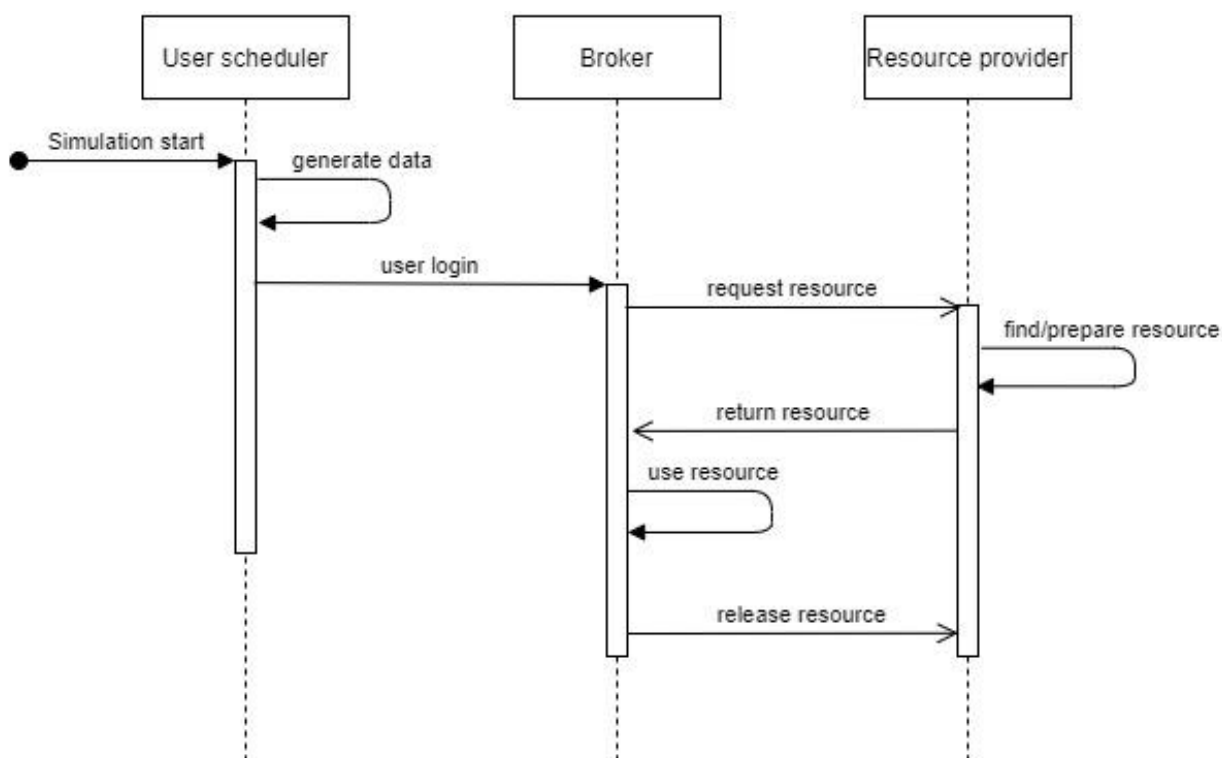 User scheduler
Broker
Resource provider
Simulation start
generate data
user login
request resource
find/prepare resource
return resource
use resource
release resource